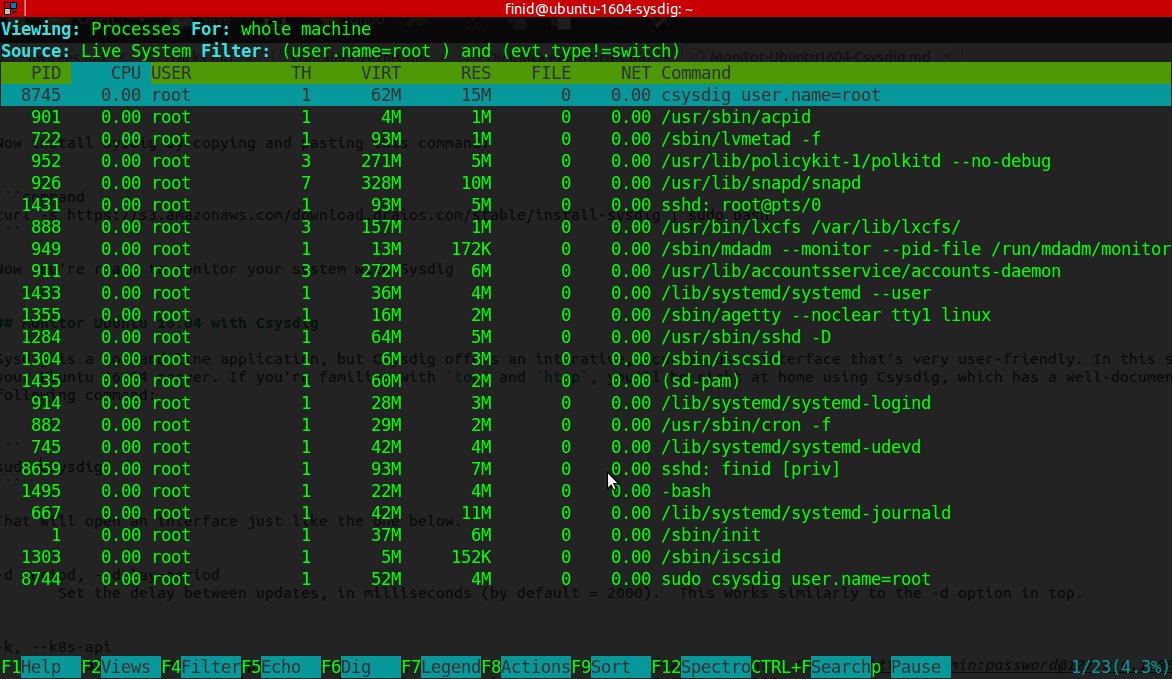 finid@ubuntu-1604-sysdig: ~
Viewing: Processes For: whole machine
Source: Live System Filter: (user.name=root ) and (evt.type!=switch)
Monitor-Ubuntu1604-Csysdig.md ×
PID CPU USER TH VIRT RES FILE NET Command
8745 0.00 root 1 62M 15M 0 0.00 csysdig user.name=root
901 0.00 root 1 4M 1M 0 0.00 /usr/sbin/acpid
722 0.00 root 1 93M 1M 0 0.00 /sbin/lvmetad -f
952 0.00 root 3 271M 5M 0 0.00 /usr/lib/policykit-1/polkitd --no-debug
926 0.00 root 7 328M 10M 0 0.00 /usr/lib/snapd/snapd
1431 0.00 root 1 93M 5M 0 0.00 sshd: root@pts/0
888 0.00 root 3 157M 1M 0 0.00 /usr/bin/lxcfs /var/lib/lxcfs/
949 0.00 root 1 13M 172K 0 0.00 /sbin/mdadm --monitor --pid-file /run/mdadm/monitor
911 0.00 root 3 272M 6M 0 0.00 /usr/lib/accountsservice/accounts-daemon
1433 0.00 root 1 36M 4M 0 0.00 /lib/systemd/systemd --user
1355 0.00 root 1 16M 2M 0 0.00 /sbin/agetty --noclear tty1 linux
1284 0.00 root 1 64M 5M 0 0.00 /usr/sbin/sshd -D
1304 0.00 root 1 6M 3M 0 0.00 /sbin/iscsid
1435 0.00 root 1 60M 2M 0 0.00 (sd-pam)
914 0.00 root 1 28M 3M 0 0.00 /lib/systemd/systemd-logind
882 0.00 root 1 29M 2M 0 0.00 /usr/sbin/cron -f
745 0.00 root 1 42M 4M 0 0.00 /lib/systemd/systemd-udevd
8659 0.00 root 1 93M 7M 0 0.00 sshd: finid [priv]
1495 0.00 root 1 22M 4M 0 0.00 -bash
667 0.00 root 1 42M 11M 0 0.00 /lib/systemd/systemd-journald
1 0.00 root 1 37M 6M 0 0.00 /sbin/init
1303 0.00 root 1 5M 152K 0 0.00 /sbin/iscsid
8744 0.00 root 1 52M 4M 0 0.00 sudo csysdig user.name=root
Set the delay between updates, in milliseconds (by default = 2000). This works similarly to the -d option in top.
-k, --k8s-api
F1Help F2Views F4FilterF5Echo F6Dig F7LegendF8ActionsF9Sort F12SpectroCTRL+FSearchp Pause 1/23(4.3%)